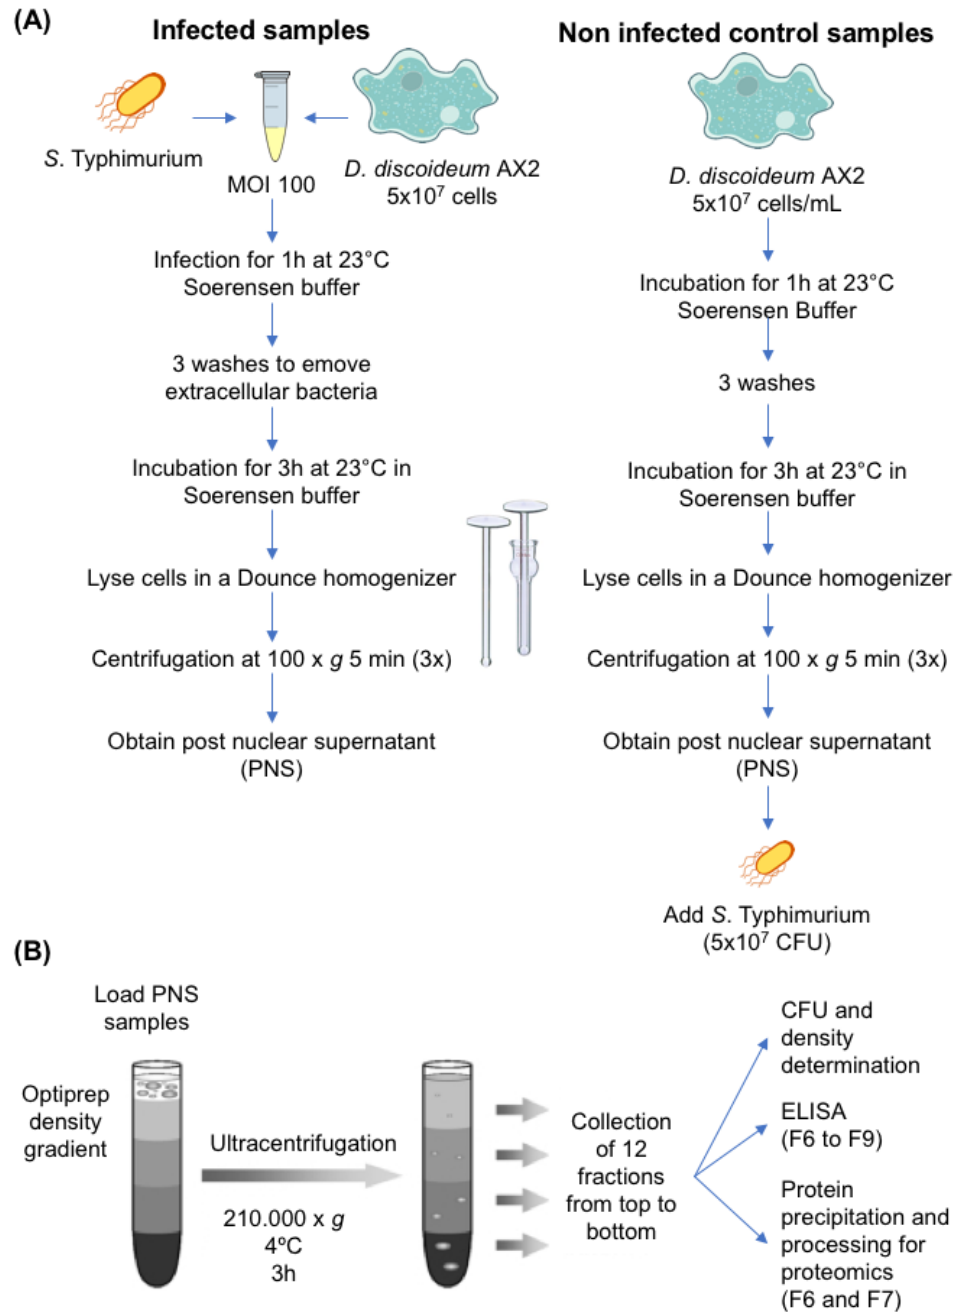 (A)
Infected samples
S. Typhimurium
MOI 100
D. discoideum AX2
5x10⁷ cells
Infection for 1h at 23°C
Soerensen buffer
3 washes to emove
extracellular bacteria
Incubation for 3h at 23°C in
Soerensen buffer
Lyse cells in a Dounce homogenizer
Centrifugation at 100 x g 5 min (3x)
Obtain post nuclear supernatant
(PNS)
Non infected control samples
D. discoideum AX2
5x10⁷ cells/mL
Incubation for 1h at 23°C
Soerensen Buffer
3 washes
Incubation for 3h at 23°C in
Soerensen buffer
Lyse cells in a Dounce homogenizer
Centrifugation at 100 x g 5 min (3x)
Obtain post nuclear supernatant
(PNS)
Add S. Typhimurium
(5x10⁷ CFU)
(B)
Load PNS
samples
Optiprep
density
gradient
Ultracentrifugation
210.000 x g
4ºC
3h
Collection
of 12
fractions
from top to
bottom
CFU and
density
determination
ELISA
(F6 to F9)
Protein
precipitation and
processing for
proteomics
(F6 and F7)